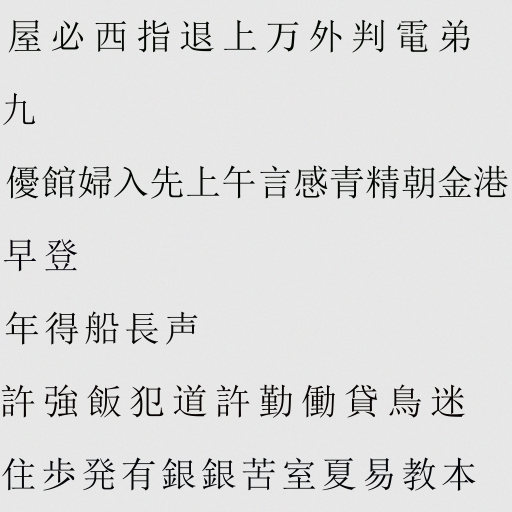 屋必西指退上万外判電弟
九
優館婦入先上午言感青精朝金港
早登
年得船長声
許強飯犯道許勤働貸鳥迷
住歩発有銀銀苦室夏易教本